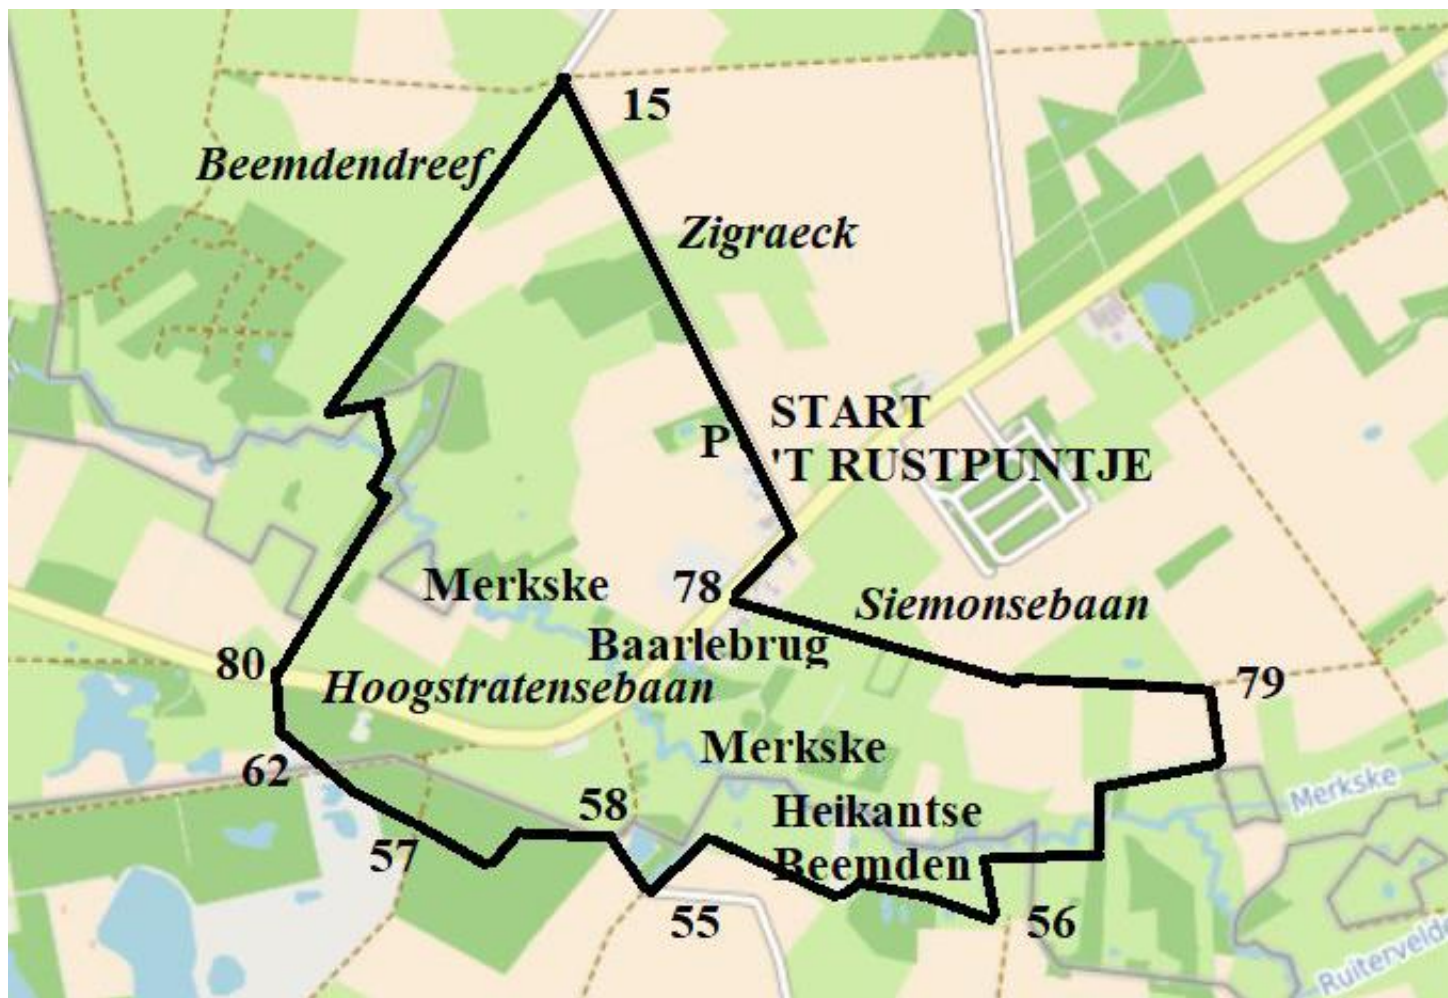 15
Beemdendreef
Zigraeck
START
P
'T RUSTPUNTJE
78
Merkske
Siemonsebaan
Baarlebrug
80
Hoogstratensebaan
79
Merkske
62
Merkske
Heikantse
58
57
Beemden
55
56
Ruitervelde